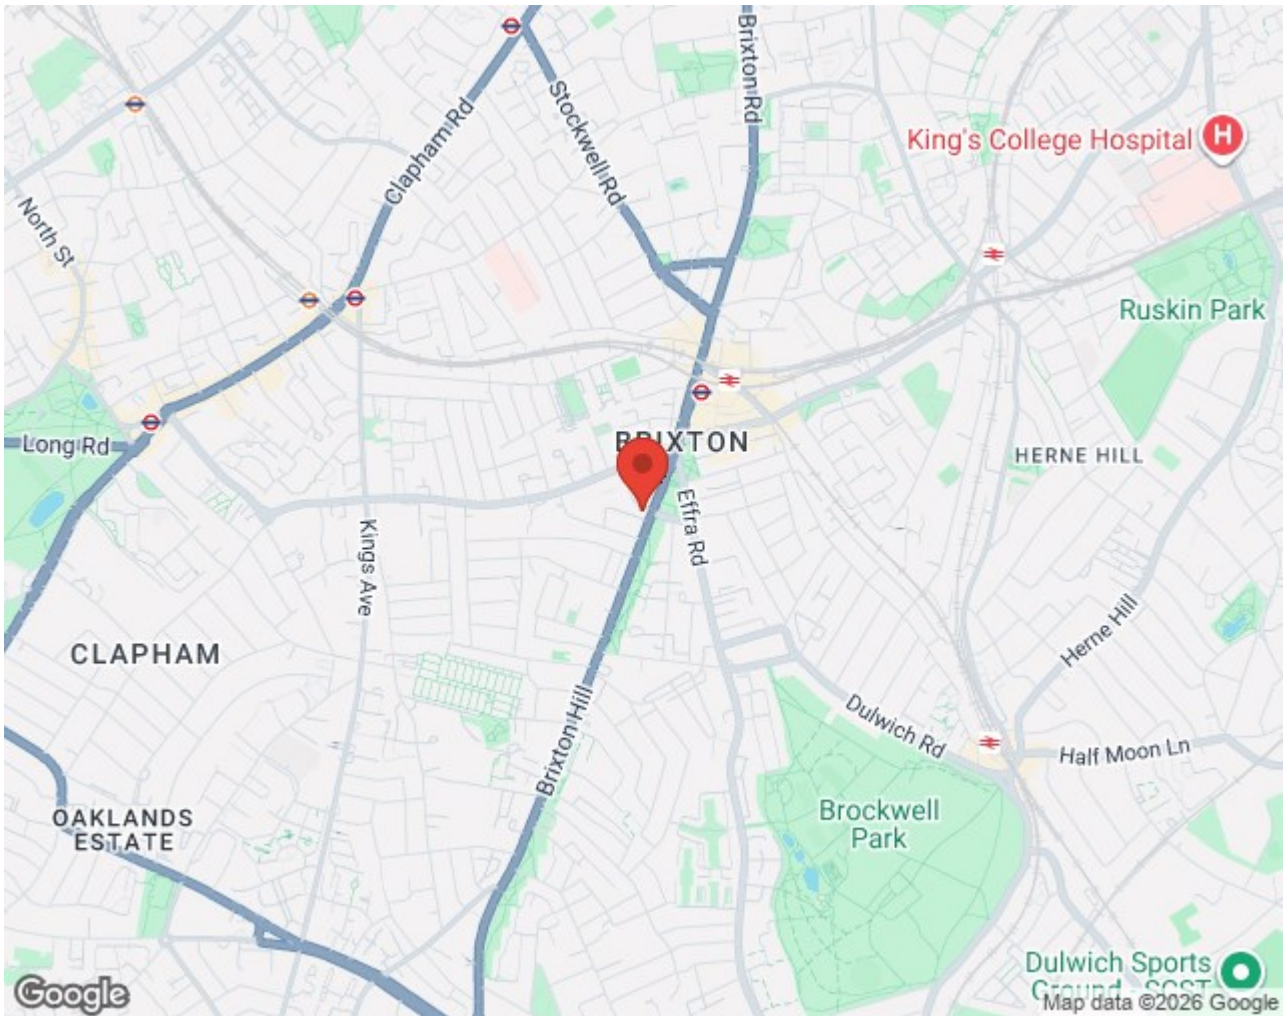 Brixton Rd
Clapham Rd
Stockwell Rd
King's College Hospital
H
North St
Ruskin Park
BRIXTON
Long Rd
HERNE HILL
Effra Rd
Kings Ave
CLAPHAM
Herne Hill
Brixton Hill
Dulwich Rd
Half Moon Ln
OAKLANDS
ESTATE
Brockwell
Park
Dulwich Sports
Ground - SCST
Google
Map data ©2026 Google